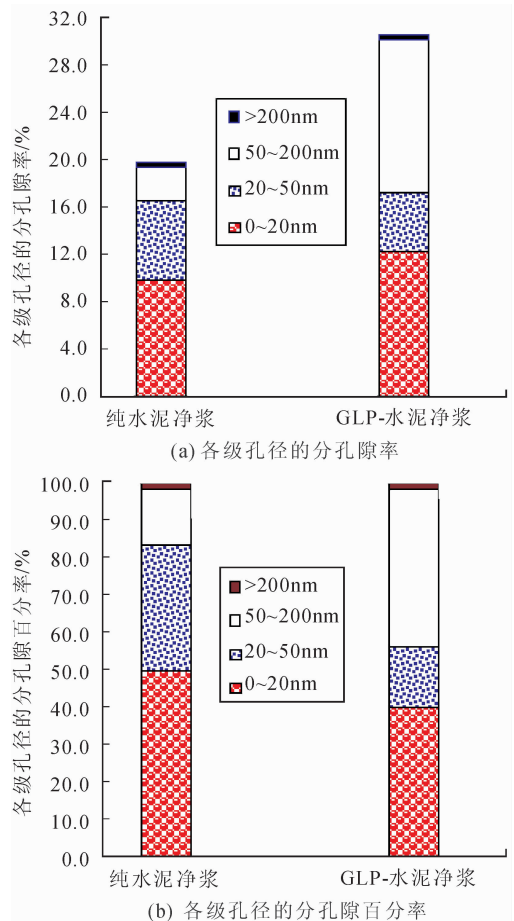 32.0
28.0
24.0
20.0
16.0
12.0
8.0
4.0
0.0
各级孔径的分孔隙率/%
>200nm
50~200nm
20~50nm
0~20nm
纯水泥净浆
GLP-水泥净浆
(a) 各级孔径的分孔隙率
100.0
90.0
80.0
70.0
60.0
50.0
40.0
30.0
20.0
10.0
0.0
各级孔径的分孔隙百分率/%
>200nm
50~200nm
20~50nm
0~20nm
纯水泥净浆
GLP-水泥净浆
(b) 各级孔径的分孔隙百分率